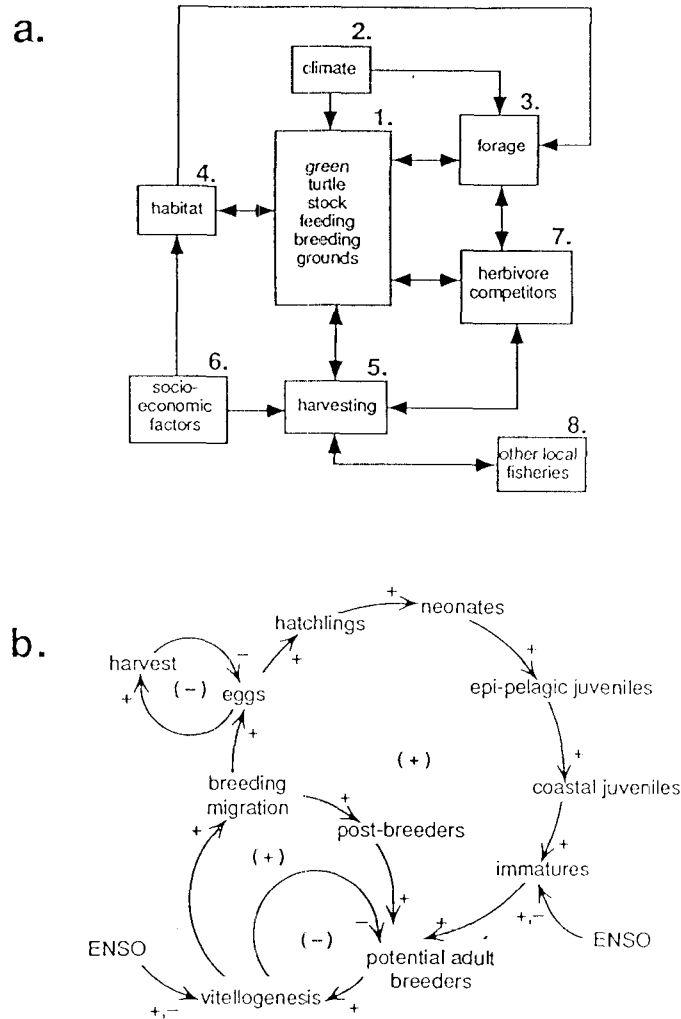 a.
2.
climate
3.
forage
1.
green
turtle
stock
feeding
breeding
grounds
4.
habitat
7.
herbivore
competitors
6.
socio-
economic
factors
5.
harvesting
8.
other local
fisheries
b.
+
hatchlings
neonates
+
+
harvest
−
+
(−)
eggs
epi-pelagic juveniles
+
(+)
+
breeding
migration
coastal juveniles
+
post-breeders
+
+
(+)
immatures
+
−
+
+,−
ENSO
(−)
potential adult
breeders
ENSO
+,−
vitellogenesis
+